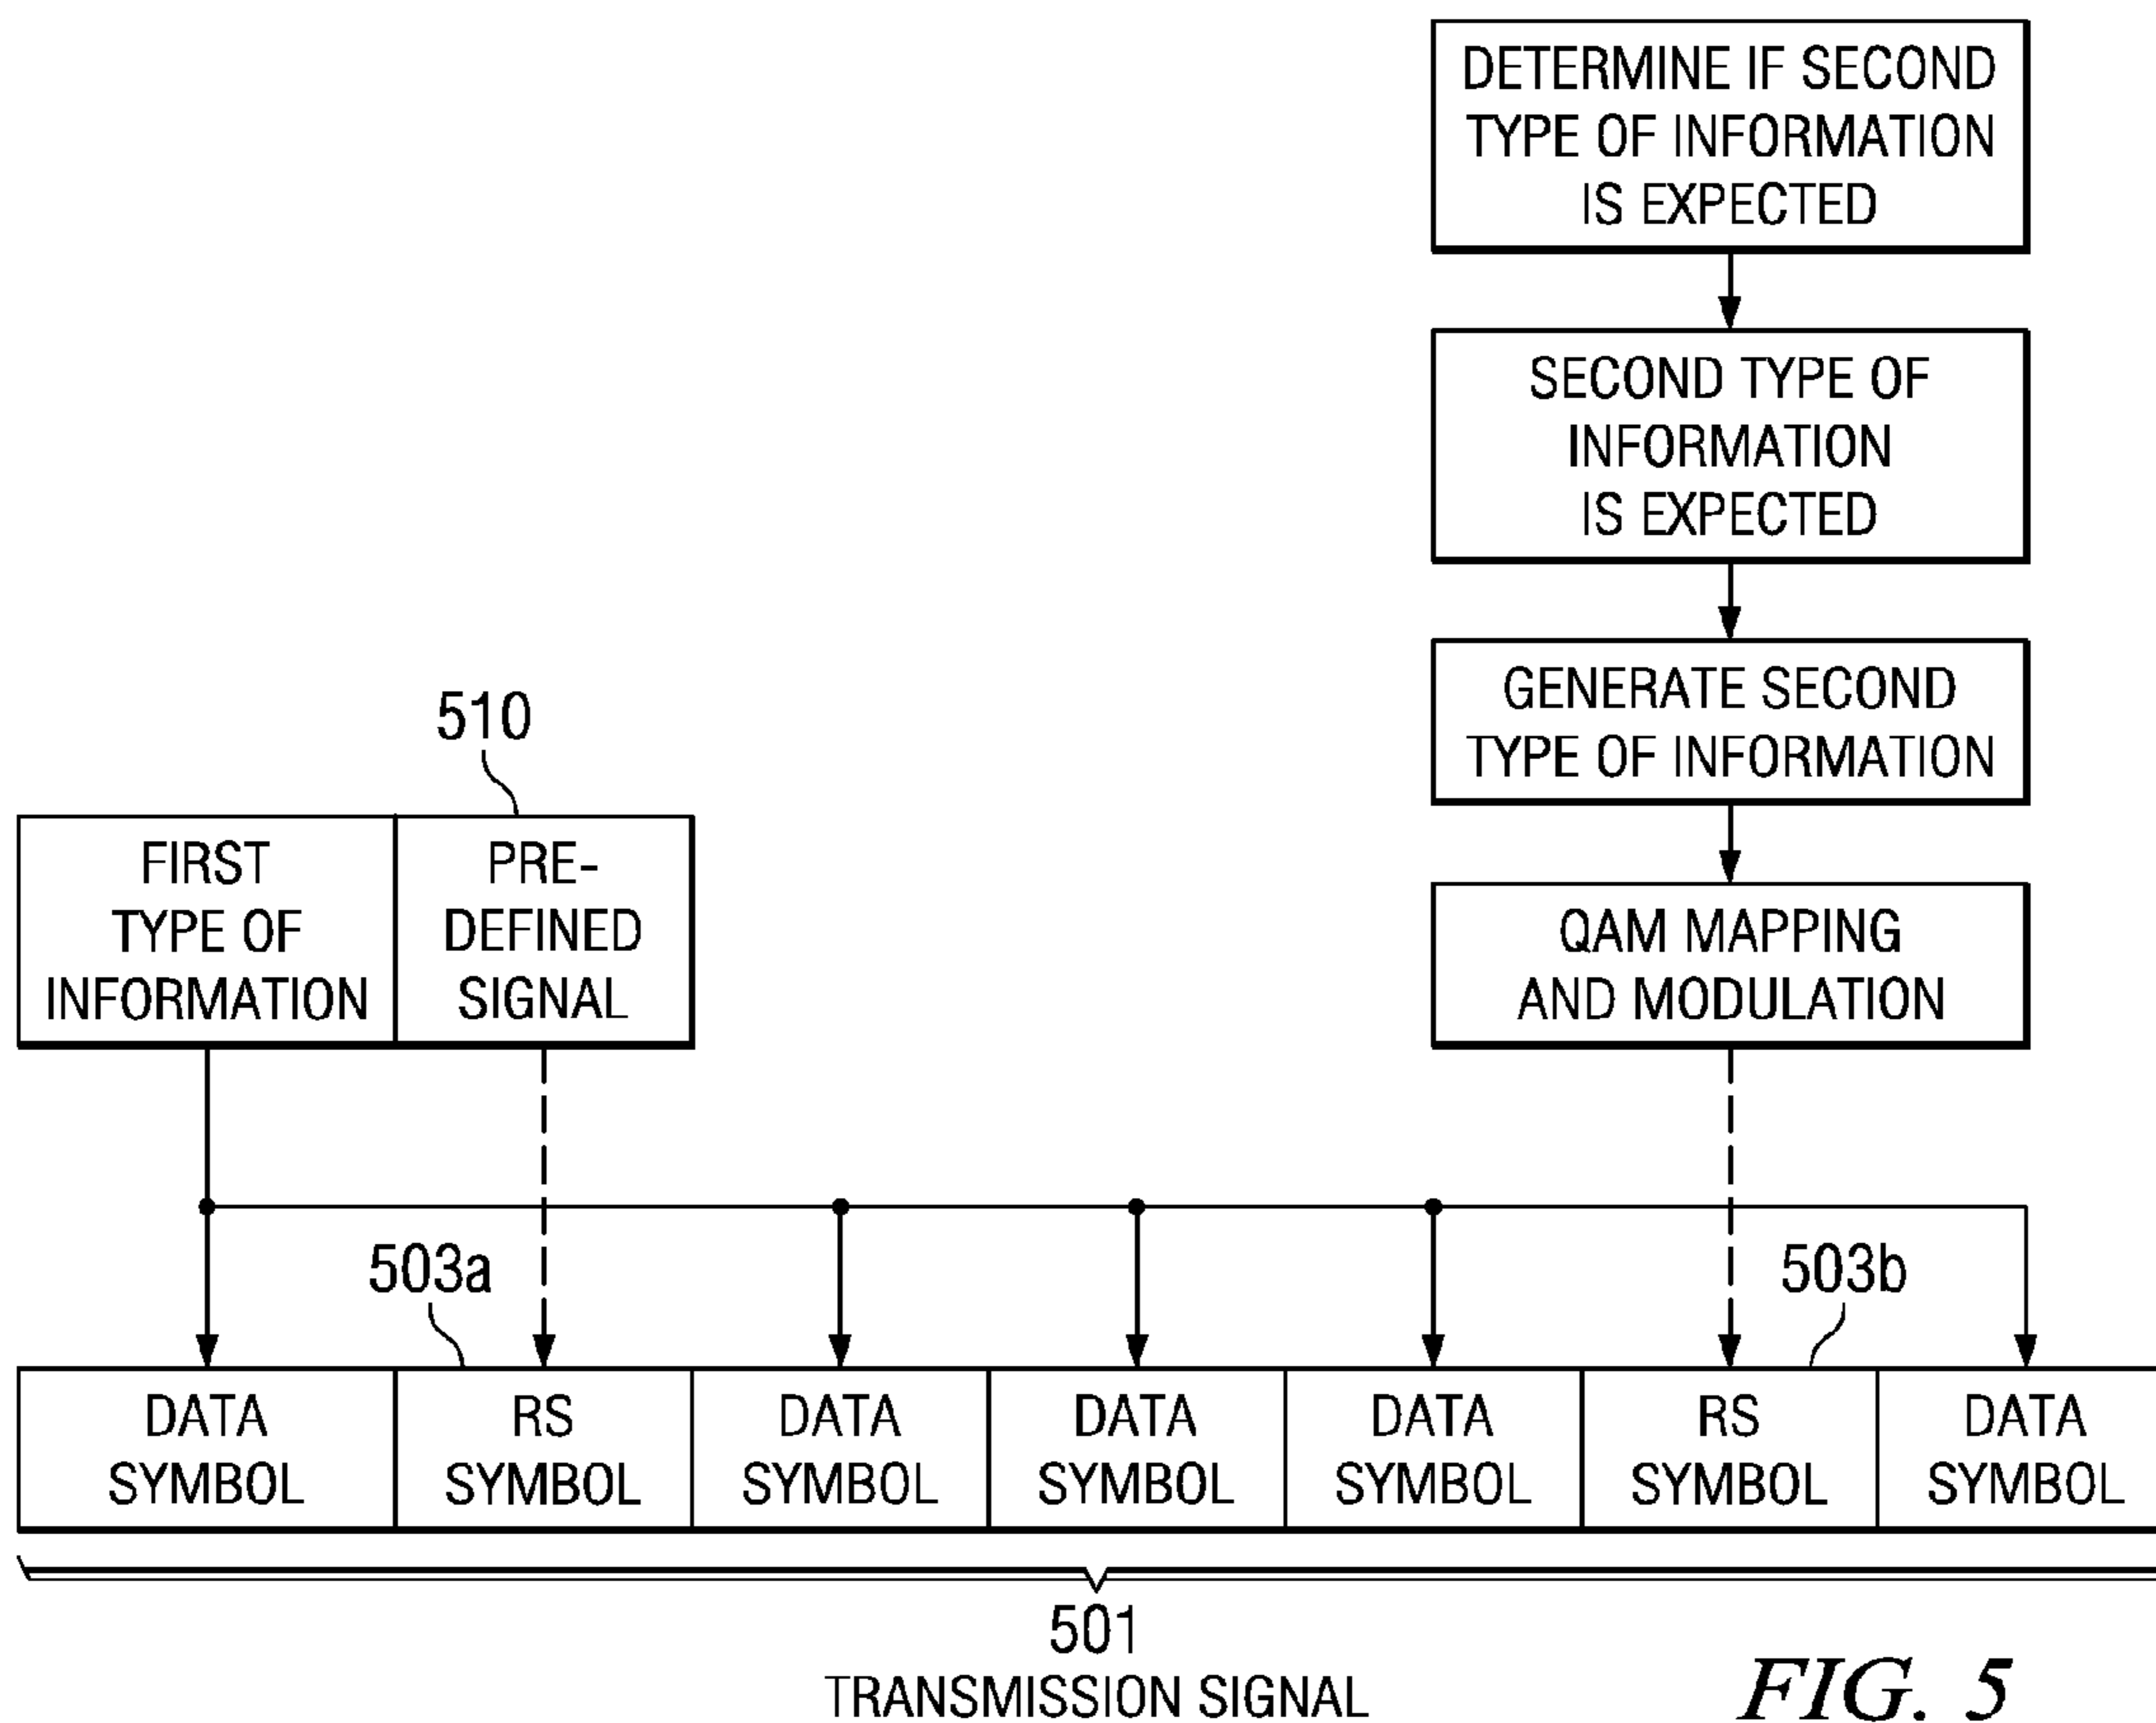 DETERMINE IF SECOND
TYPE OF INFORMATION
IS EXPECTED
SECOND TYPE OF
INFORMATION
IS EXPECTED
GENERATE SECOND
TYPE OF INFORMATION
510
FIRST
TYPE OF
INFORMATION
PRE-
DEFINED
SIGNAL
QAM MAPPING
AND MODULATION
503a
503b
DATA
SYMBOL
RS
SYMBOL
DATA
SYMBOL
DATA
SYMBOL
DATA
SYMBOL
RS
SYMBOL
DATA
SYMBOL
501
TRANSMISSION SIGNAL
FIG. 5